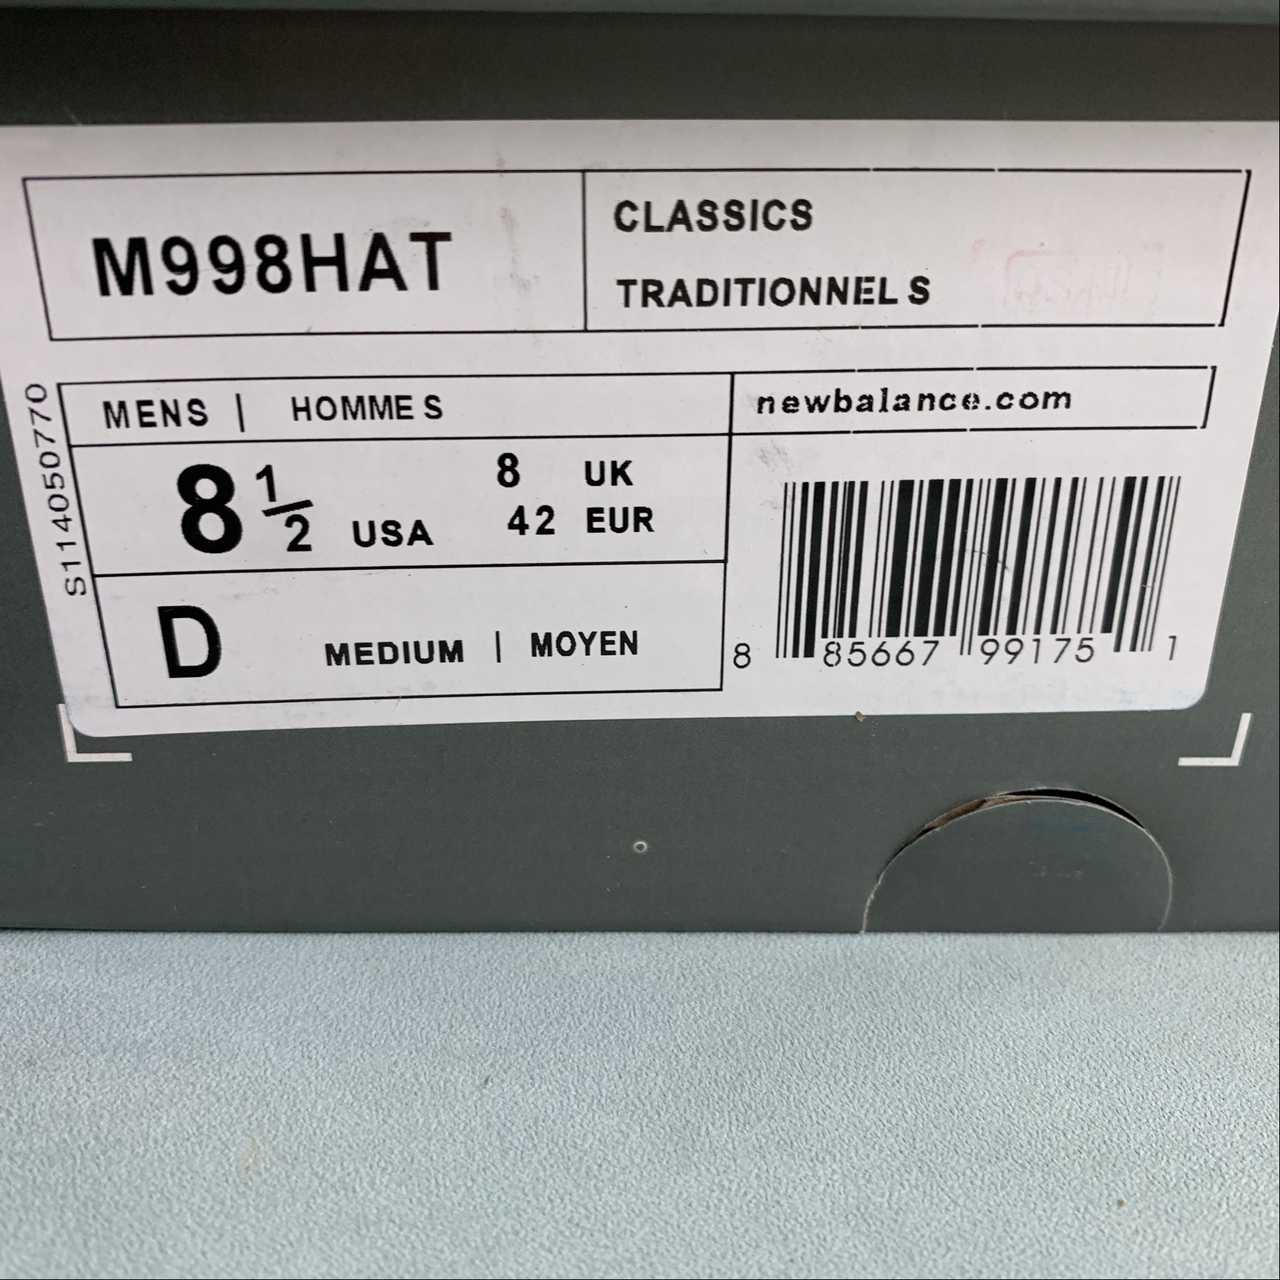 M998HAT
CLASSICS
TRADITIONNEL S
S114050770
MENS | HOMME S
newbalance.com
8 1/2 USA
8 UK
42 EUR
D MEDIUM | MOYEN
8 85667 99175 1